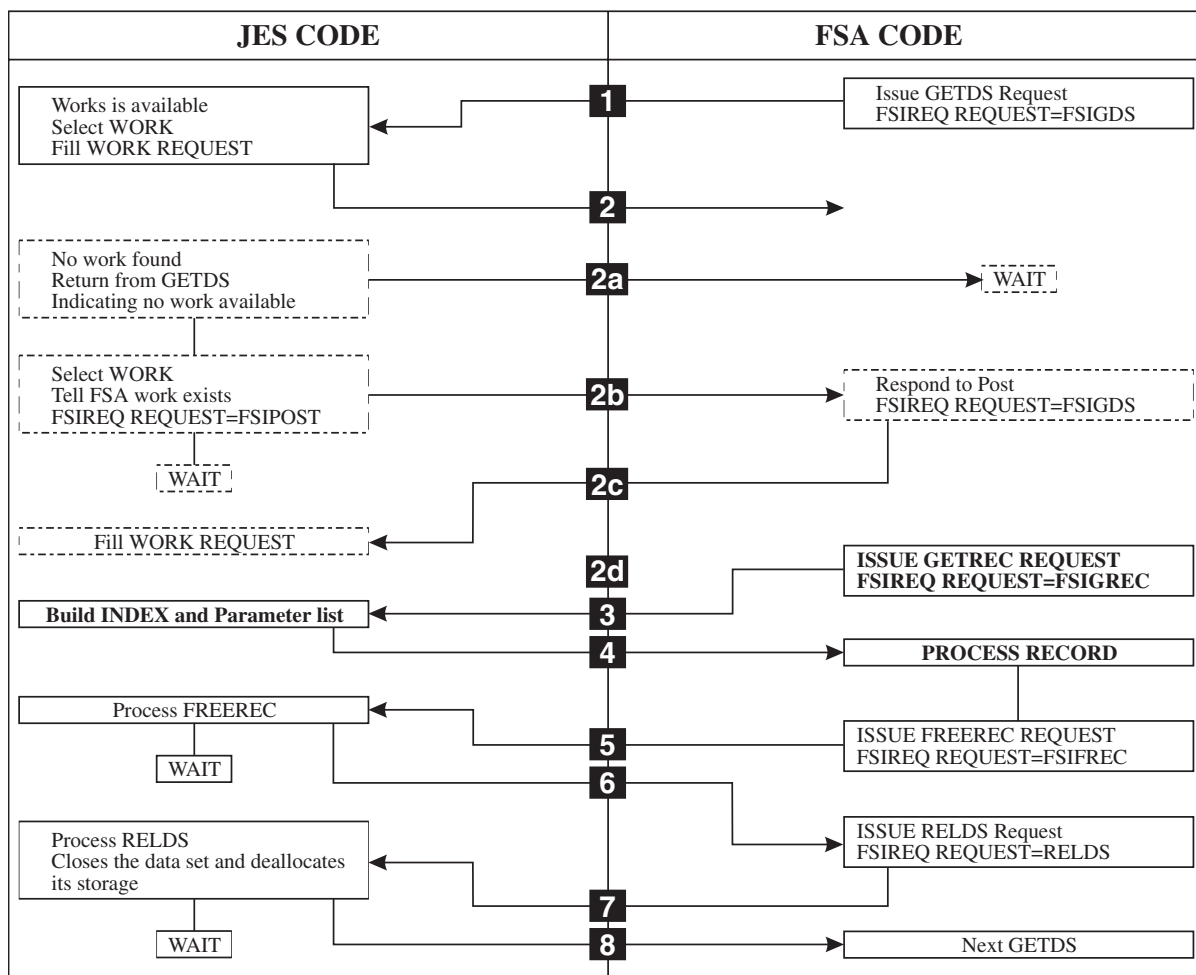 JES CODE
FSA CODE
1
Works is available
Select WORK
Fill WORK REQUEST
Issue GETDS Request
FSIREQ REQUEST=FSIGDS
2
No work found
Return from GETDS
Indicating no work available
2a
WAIT
Select WORK
Tell FSA work exists
FSIREQ REQUEST=FSIPOST
2b
Respond to Post
FSIREQ REQUEST=FSIGDS
WAIT
2c
Fill WORK REQUEST
2d
ISSUE GETREC REQUEST
FSIREQ REQUEST=FSIGREC
Build INDEX and Parameter list
3
4
PROCESS RECORD
Process FREEREC
5
ISSUE FREEREC REQUEST
FSIREQ REQUEST=FSIFREC
WAIT
6
Process RELDS
Closes the data set and deallocates
its storage
ISSUE RELDS Request
FSIREQ REQUEST=RELDS
7
WAIT
8
Next GETDS